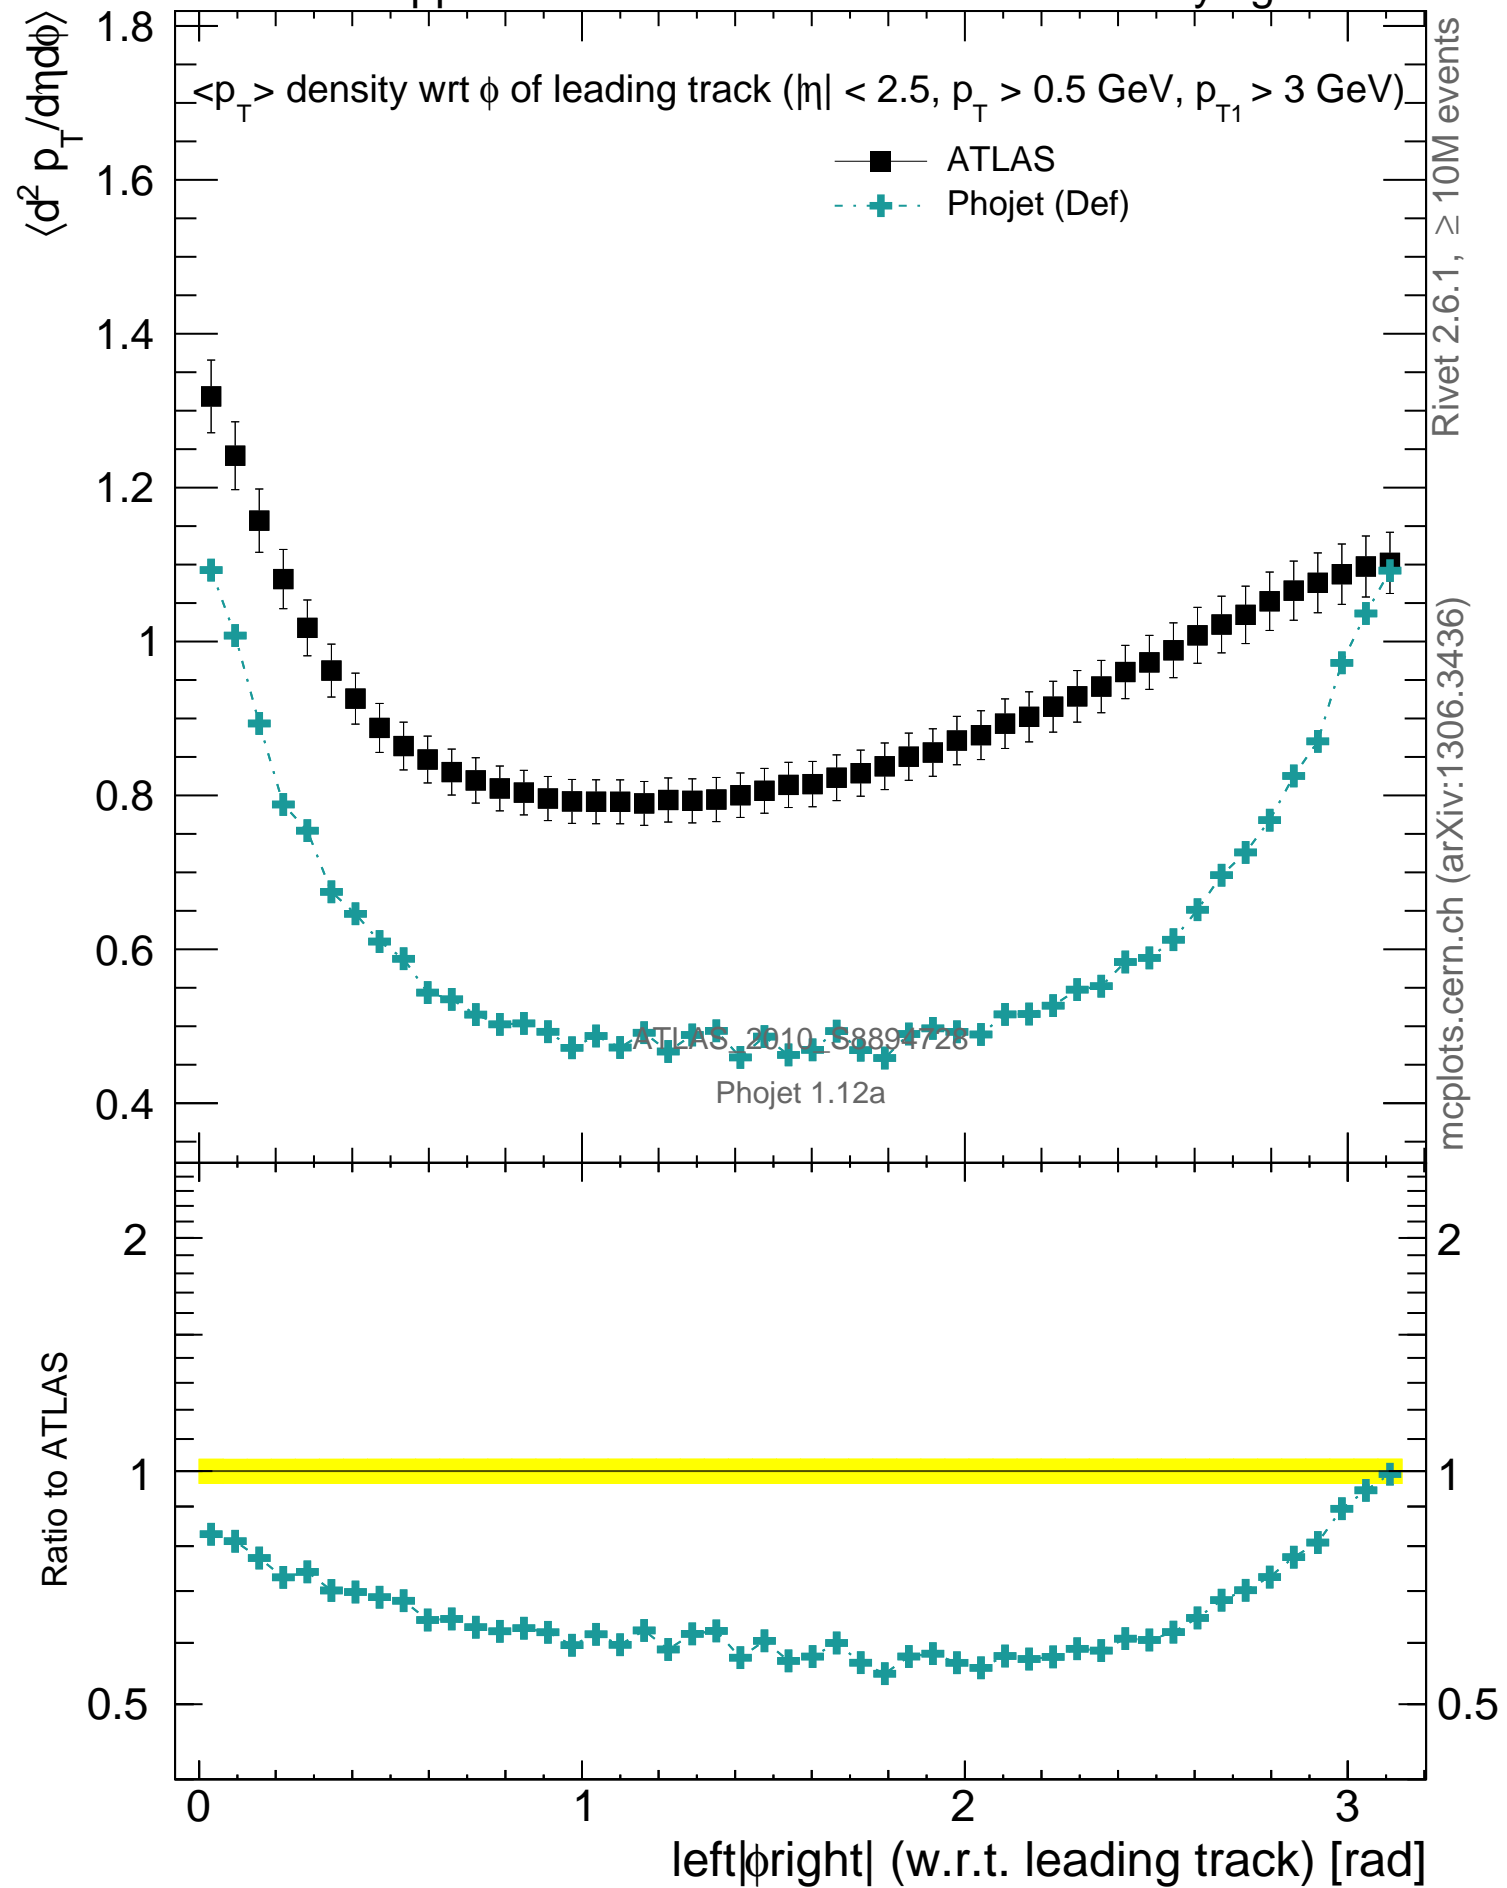 ⟨d² p_T/dηdϕ⟩
<p_T> density wrt ϕ of leading track (|η| < 2.5, p_T > 0.5 GeV, p_T1 > 3 GeV)
ATLAS
Phojet (Def)
1.8
1.6
1.4
1.2
1
0.8
0.6
0.4
ATLAS_2010_S8894728
Phojet 1.12a
Rivet 2.6.1, ≥ 10M events
mcplots.cern.ch (arXiv:1306.3436)
Ratio to ATLAS
2
1
0.5
2
1
0.5
0 1 2 3
left|ϕright| (w.r.t. leading track) [rad]